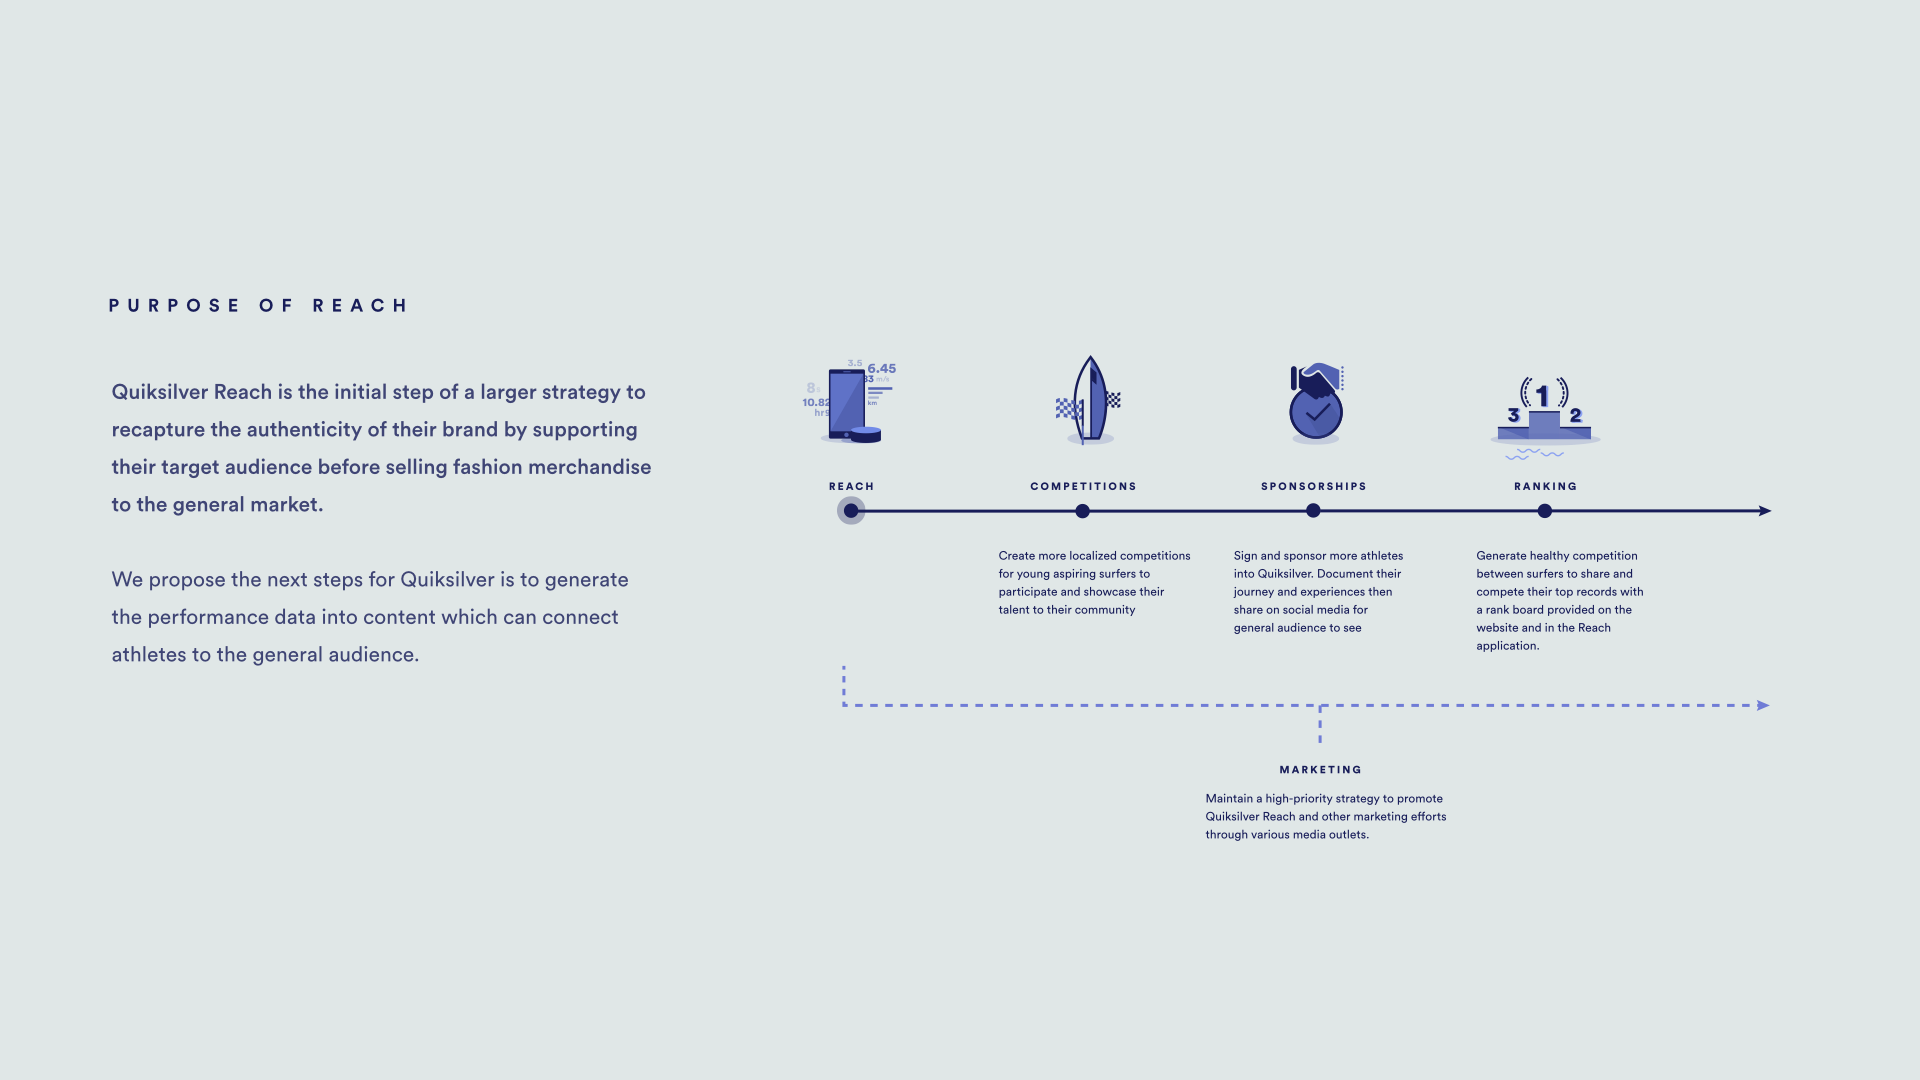 PURPOSE OF REACH
Quiksilver Reach is the initial step of a larger strategy to
recapture the authenticity of their brand by supporting
their target audience before selling fashion merchandise
to the general market.
We propose the next steps for Quiksilver is to generate
the performance data into content which can connect
athletes to the general audience.
3.5
6.45
83 m/s
8s
10.82
km
hr
3
1
2
REACH
COMPETITIONS
SPONSORSHIPS
RANKING
Create more localized competitions
for young aspiring surfers to
participate and showcase their
talent to their community
Sign and sponsor more athletes
into Quiksilver. Document their
journey and experiences then
share on social media for
general audience to see
Generate healthy competition
between surfers to share and
compete their top records with
a rank board provided on the
website and in the Reach
application.
MARKETING
Maintain a high-priority strategy to promote
Quiksilver Reach and other marketing efforts
through various media outlets.